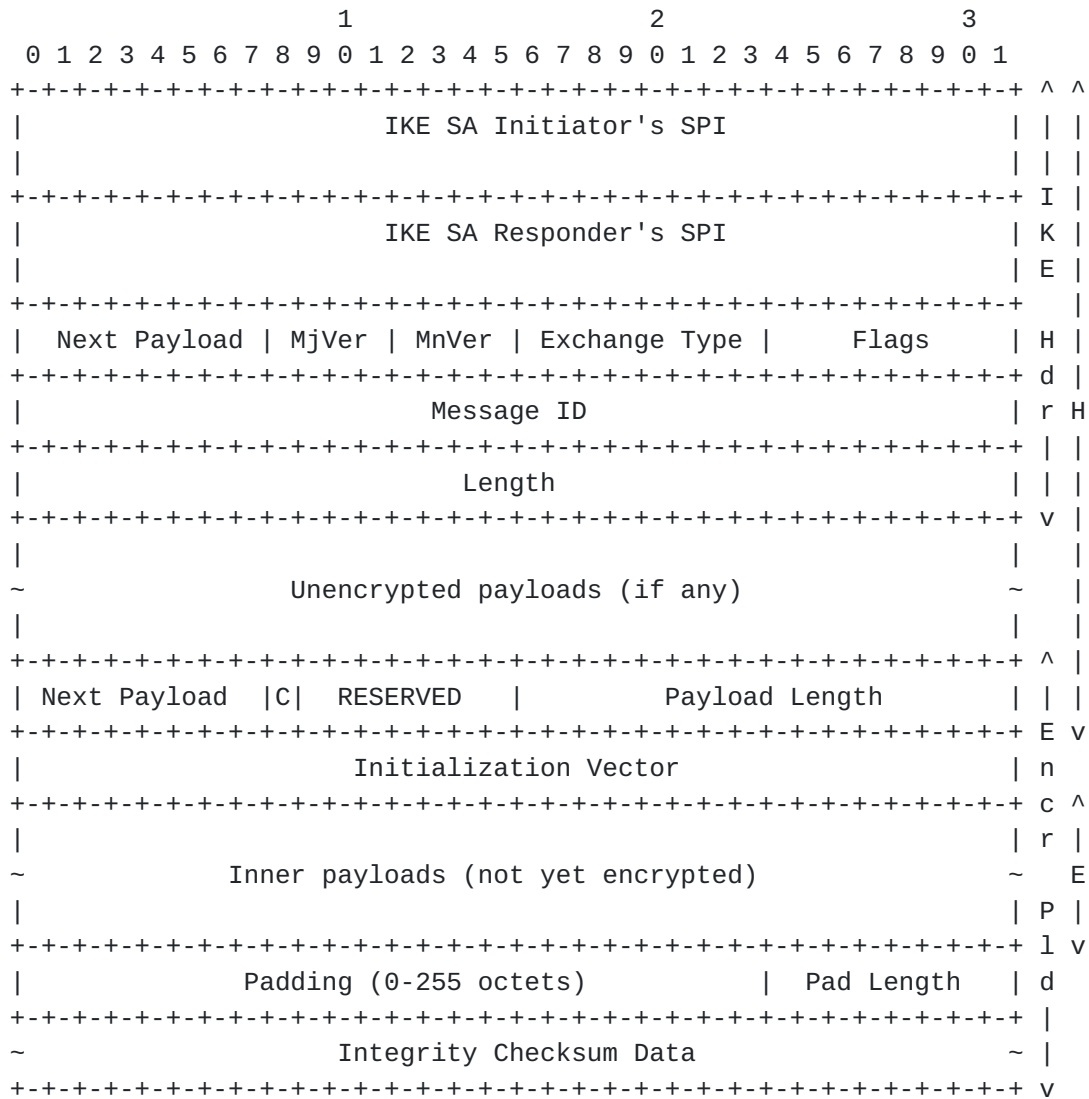 1                   2                   3
 0 1 2 3 4 5 6 7 8 9 0 1 2 3 4 5 6 7 8 9 0 1 2 3 4 5 6 7 8 9 0 1
+-+-+-+-+-+-+-+-+-+-+-+-+-+-+-+-+-+-+-+-+-+-+-+-+-+-+-+-+-+-+-+-+ ^ ^
|                       IKE SA Initiator's SPI                  | | |
|                                                               | | |
+-+-+-+-+-+-+-+-+-+-+-+-+-+-+-+-+-+-+-+-+-+-+-+-+-+-+-+-+-+-+-+-+ I |
|                       IKE SA Responder's SPI                  | K |
|                                                               | E |
+-+-+-+-+-+-+-+-+-+-+-+-+-+-+-+-+-+-+-+-+-+-+-+-+-+-+-+-+-+-+-+-+   |
|  Next Payload | MjVer | MnVer | Exchange Type |     Flags     | H |
+-+-+-+-+-+-+-+-+-+-+-+-+-+-+-+-+-+-+-+-+-+-+-+-+-+-+-+-+-+-+-+-+ d |
|                          Message ID                           | r H
+-+-+-+-+-+-+-+-+-+-+-+-+-+-+-+-+-+-+-+-+-+-+-+-+-+-+-+-+-+-+-+-+ | |
|                            Length                             | | |
+-+-+-+-+-+-+-+-+-+-+-+-+-+-+-+-+-+-+-+-+-+-+-+-+-+-+-+-+-+-+-+-+ v |
|                                                               |   |
~                 Unencrypted payloads (if any)                 ~   |
|                                                               |   |
+-+-+-+-+-+-+-+-+-+-+-+-+-+-+-+-+-+-+-+-+-+-+-+-+-+-+-+-+-+-+-+-+ ^ |
| Next Payload  |C|  RESERVED   |         Payload Length        | | |
+-+-+-+-+-+-+-+-+-+-+-+-+-+-+-+-+-+-+-+-+-+-+-+-+-+-+-+-+-+-+-+-+ E v
|                     Initialization Vector                     | n
+-+-+-+-+-+-+-+-+-+-+-+-+-+-+-+-+-+-+-+-+-+-+-+-+-+-+-+-+-+-+-+-+ c ^
|                                                               | r |
~             Inner payloads (not yet encrypted)                ~   E
|                                                               | P |
+-+-+-+-+-+-+-+-+-+-+-+-+-+-+-+-+-+-+-+-+-+-+-+-+-+-+-+-+-+-+-+-+ l v
|              Padding (0-255 octets)           |  Pad Length   | d
+-+-+-+-+-+-+-+-+-+-+-+-+-+-+-+-+-+-+-+-+-+-+-+-+-+-+-+-+-+-+-+-+ |
~                    Integrity Checksum Data                    ~ |
+-+-+-+-+-+-+-+-+-+-+-+-+-+-+-+-+-+-+-+-+-+-+-+-+-+-+-+-+-+-+-+-+ v